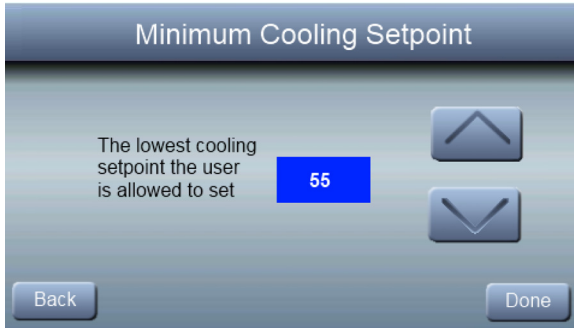 Minimum Cooling Setpoint
The lowest cooling
setpoint the user
is allowed to set
55
Back
Done